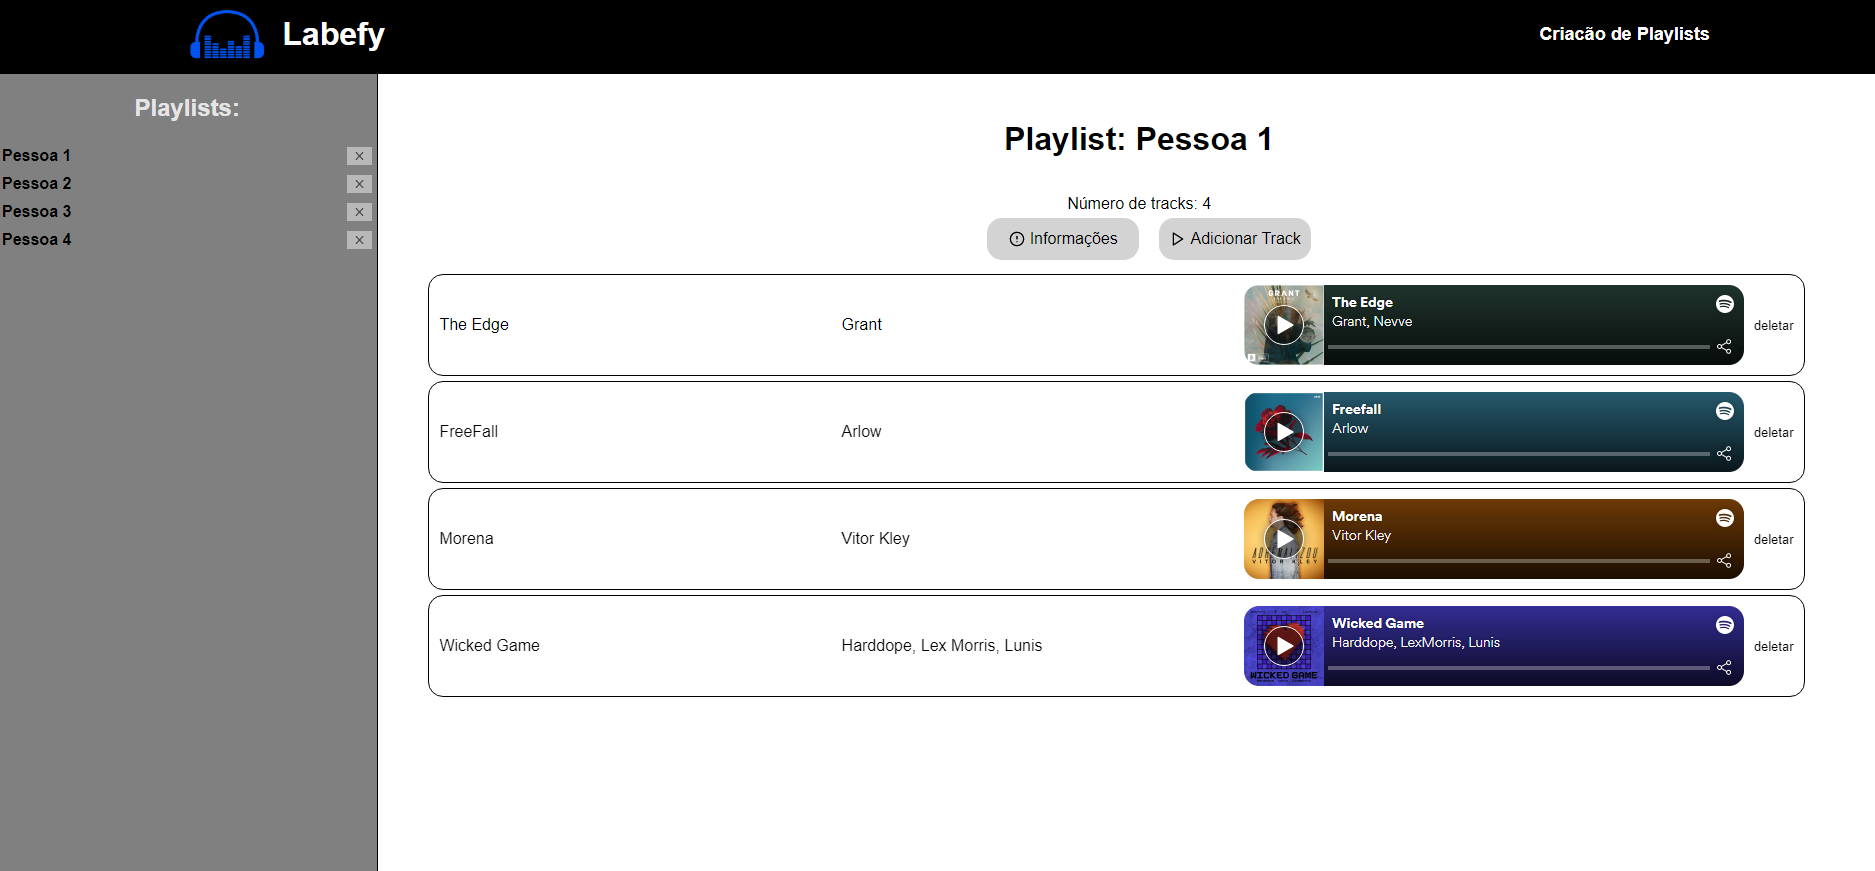 Labefy
Criacão de Playlists
Playlists:
Pessoa 1
Pessoa 2
Pessoa 3
Pessoa 4
Playlist: Pessoa 1
Número de tracks: 4
Informações
Adicionar Track
The Edge
Grant
GRANT
The Edge
Grant, Nevve
deletar
FreeFall
Arlow
Freefall
Arlow
deletar
Morena
Vitor Kley
ADRENALIZOU
VITOR KLEY
Morena
Vitor Kley
deletar
Wicked Game
Harddope, Lex Morris, Lunis
WICKED GAME
Wicked Game
Harddope, LexMorris, Lunis
deletar